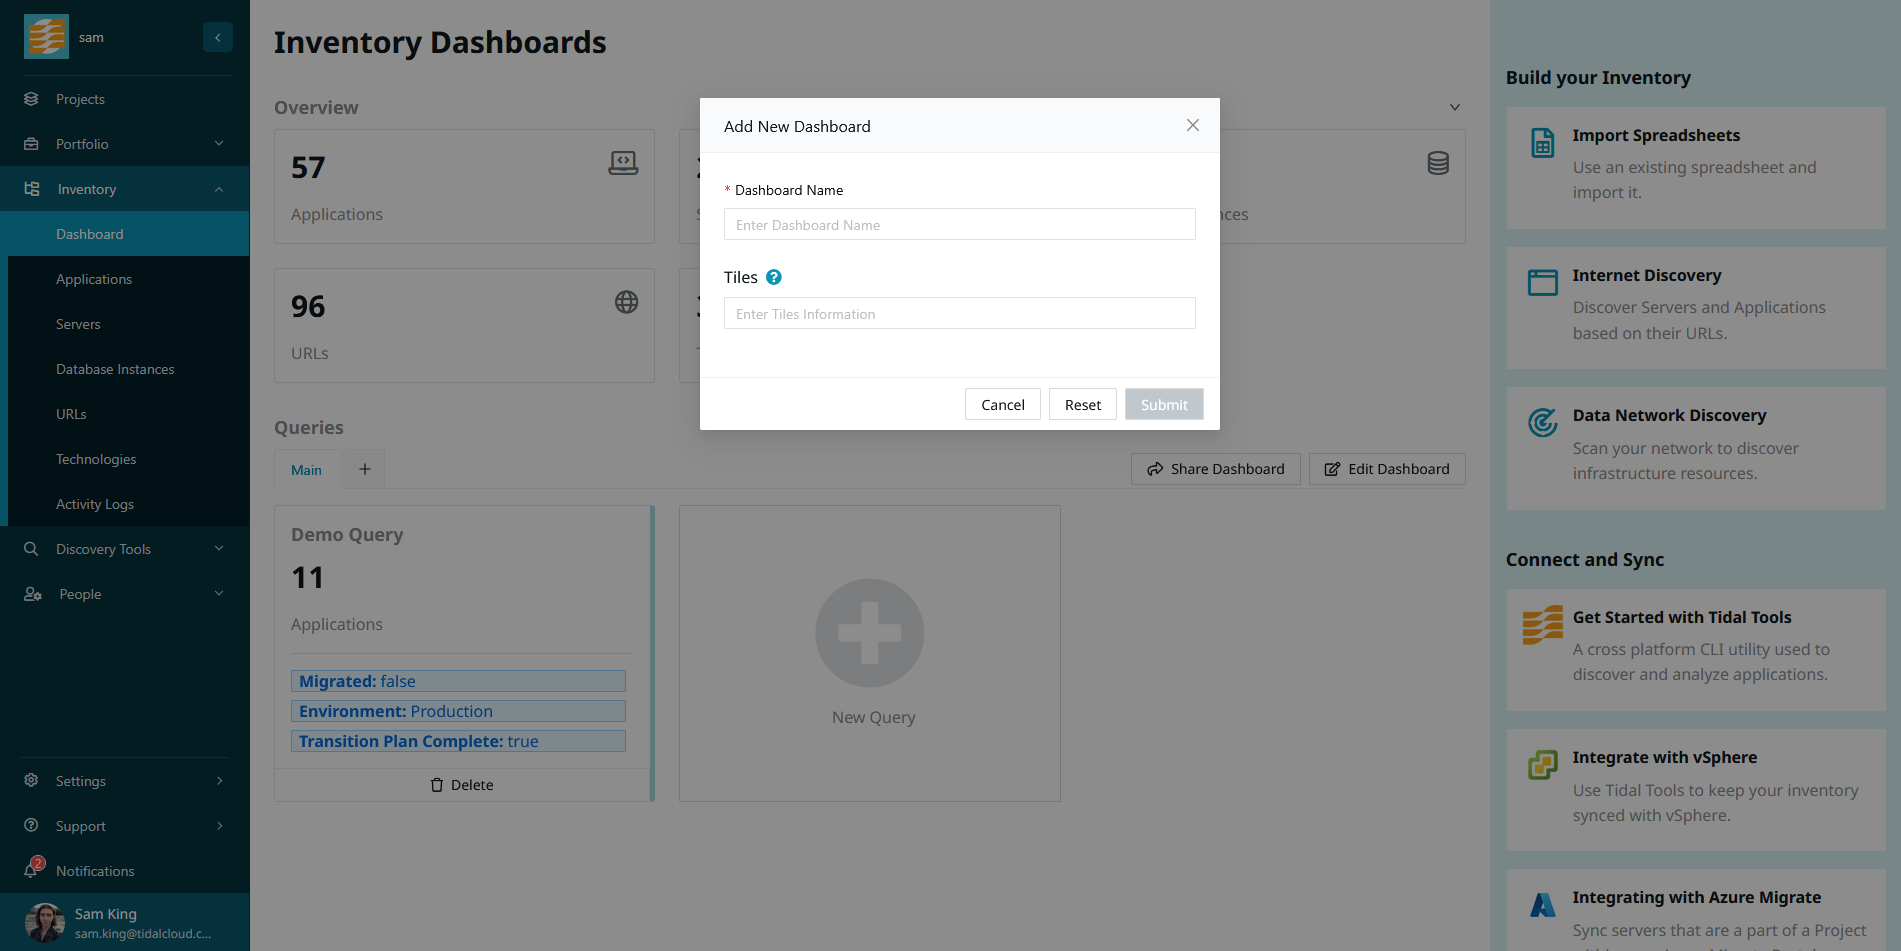 sam
Projects
Portfolio
Inventory
Dashboard
Applications
Servers
Database Instances
URLs
Technologies
Activity Logs
Discovery Tools
People
Settings
Support
2
Notifications
Sam King
sam.king@tidalcloud.c...
Inventory Dashboards
Overview
57
Applications
96
URLs
Queries
Main
Share Dashboard
Edit Dashboard
Demo Query
11
Applications
Migrated: false
Environment: Production
Transition Plan Complete: true
Delete
New Query
Add New Dashboard
* Dashboard Name
Enter Dashboard Name
Tiles ?
Enter Tiles Information
Cancel
Reset
Submit
Build your Inventory
Import Spreadsheets
Use an existing spreadsheet and
import it.
Internet Discovery
Discover Servers and Applications
based on their URLs.
Data Network Discovery
Scan your network to discover
infrastructure resources.
Connect and Sync
Get Started with Tidal Tools
A cross platform CLI utility used to
discover and analyze applications.
Integrate with vSphere
Use Tidal Tools to keep your inventory
synced with vSphere.
Integrating with Azure Migrate
Sync servers that are a part of a Project